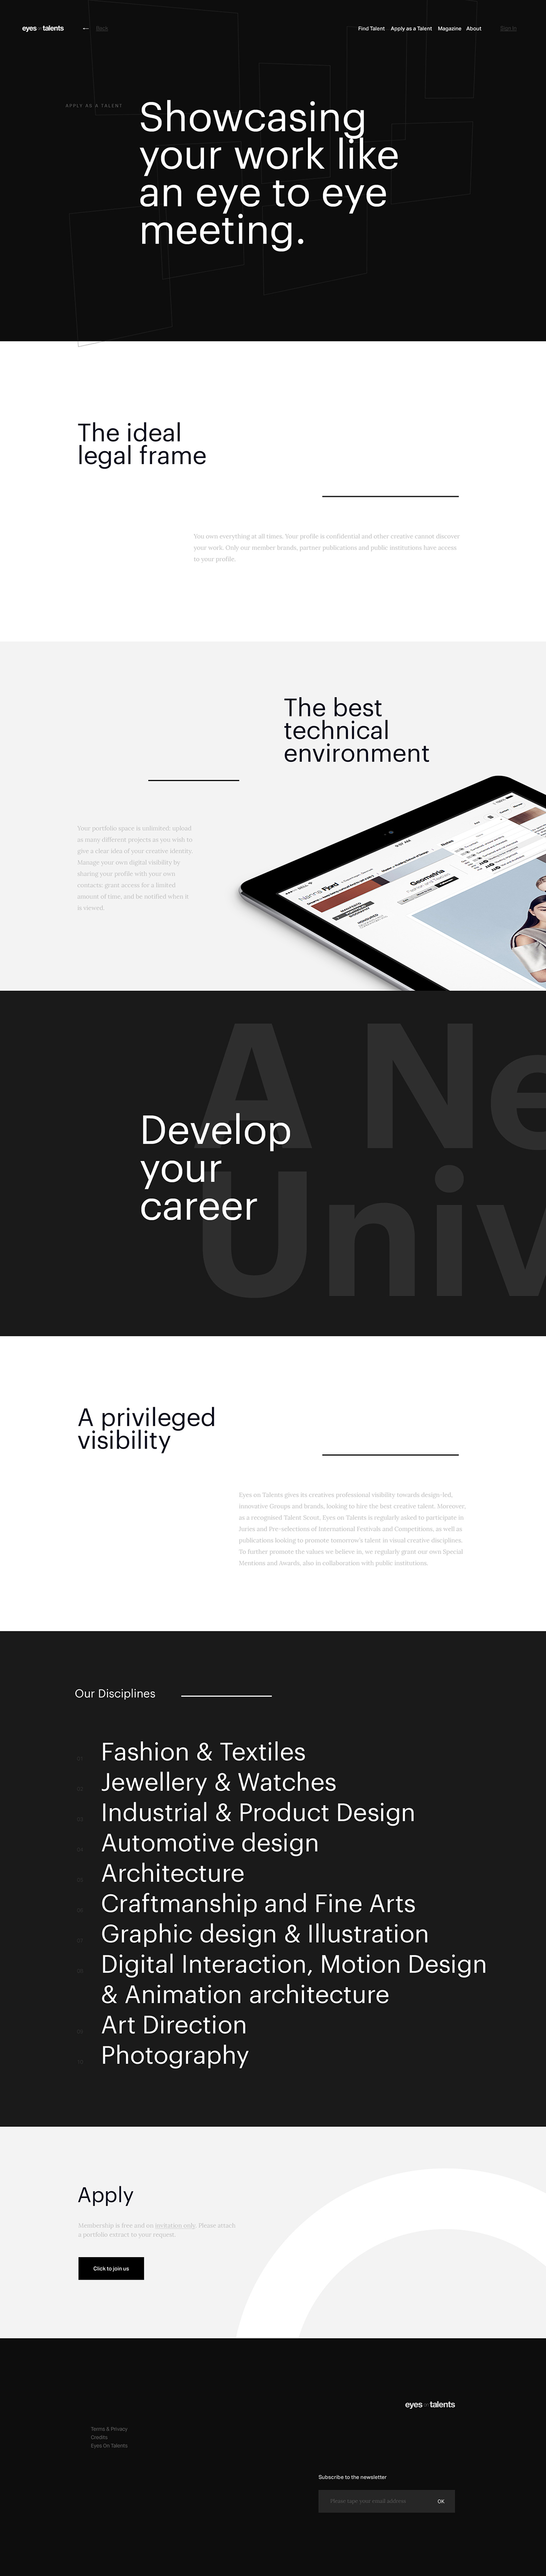 eyes on talents
Back
Find Talent Apply as a Talent Magazine About
Sign In
APPLY AS A TALENT
Showcasing
your work like
an eye to eye
meeting.
The ideal
legal frame
You own everything at all times. Your profile is confidential and other creative cannot discover
your work. Only our member brands, partner publications and public institutions have access
to your profile.
The best
technical
environment
Your portfolio space is unlimited: upload
as many different projects as you wish to
give a clear idea of your creative identity.
Manage your own digital visibility by
sharing your profile with your own
contacts: grant access for a limited
amount of time, and be notified when it
is viewed.
9:07 AM
Nanna
Geometria
A Ne
Univ
Develop
your
career
A privileged
visibility
Eyes on Talents gives its creatives professional visibility towards design-led,
innovative Groups and brands, looking to hire the best creative talent. Moreover,
as a recognised Talent Scout, Eyes on Talents is regularly asked to participate in
Juries and Pre-selections of International Festivals and Competitions, as well as
publications looking to promote tomorrow's talent in visual creative disciplines.
To further promote the values we believe in, we regularly grant our own Special
Mentions and Awards, also in collaboration with public institutions.
Our Disciplines
Fashion & Textiles
Jewellery & Watches
Industrial & Product Design
Automotive design
Architecture
Craftmanship and Fine Arts
Graphic design & Illustration
Digital Interaction, Motion Design
& Animation architecture
Art Direction
Photography
Apply
Membership is free and on invitation only. Please attach
a portfolio extract to your request.
Click to join us
eyes on talents
Terms & Privacy
Credits
Eyes On Talents
Subscribe to the newsletter
Please type your email address
OK